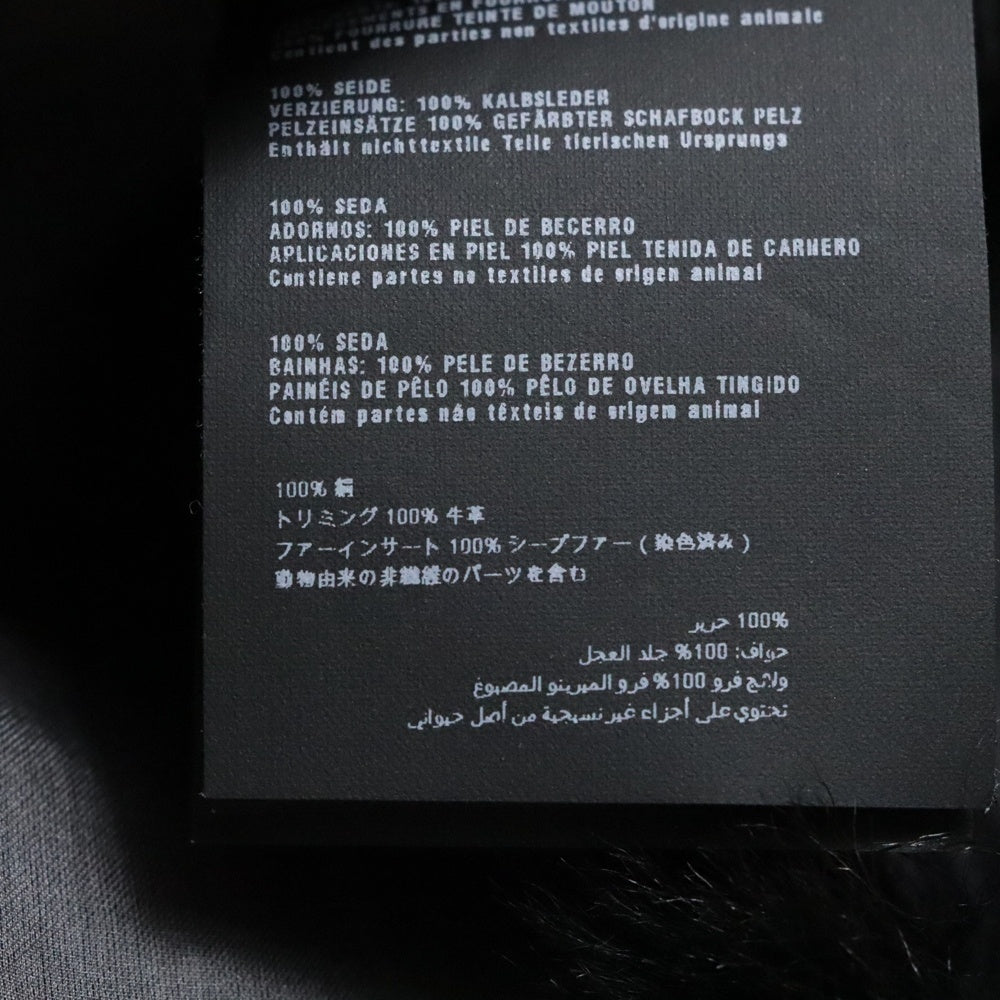 EN FOURRURE
FOURRURE TEINTE DE MOUTON
Contient des parties non textiles d'origine animale
100% SEIDE
VERZIERUNG: 100% KALBSLEDER
PELZEINSÄTZE 100% GEFÄRBTER SCHAFBOCK PELZ
Enthält nichttextile Teile tierischen Ursprungs
100% SEDA
ADORNOS: 100% PIEL DE BECERRO
APLICACIONES EN PIEL 100% PIEL TENIDA DE CARNERO
Contiene partes no textiles de origen animal
100% SEDA
BAINHAS: 100% PELE DE BEZERRO
PAINÉIS DE PÊLO 100% PÊLO DE OVELHA TINGIDO
Contém partes não têxteis de origem animal
100% 絹
トリミング 100% 牛革
ファーインサート 100% シープファー ( 染色済み )
動物由来の非繊維のパーツを含む
100% حرير
حواف: 100% جلد العجل
ولائج فرو 100% فرو الميرينو المصبوغ
تحتوي على أجزاء غير نسيجية من أصل حيواني